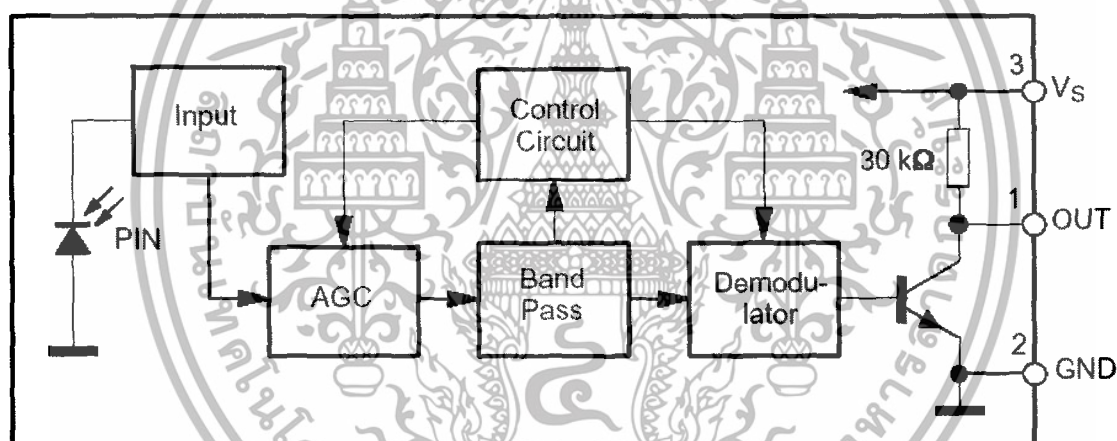 Input
Control
Circuit
3
VS
30 kΩ
1
OUT
PIN
AGC
Band
Pass
Demodu-
lator
2
GND